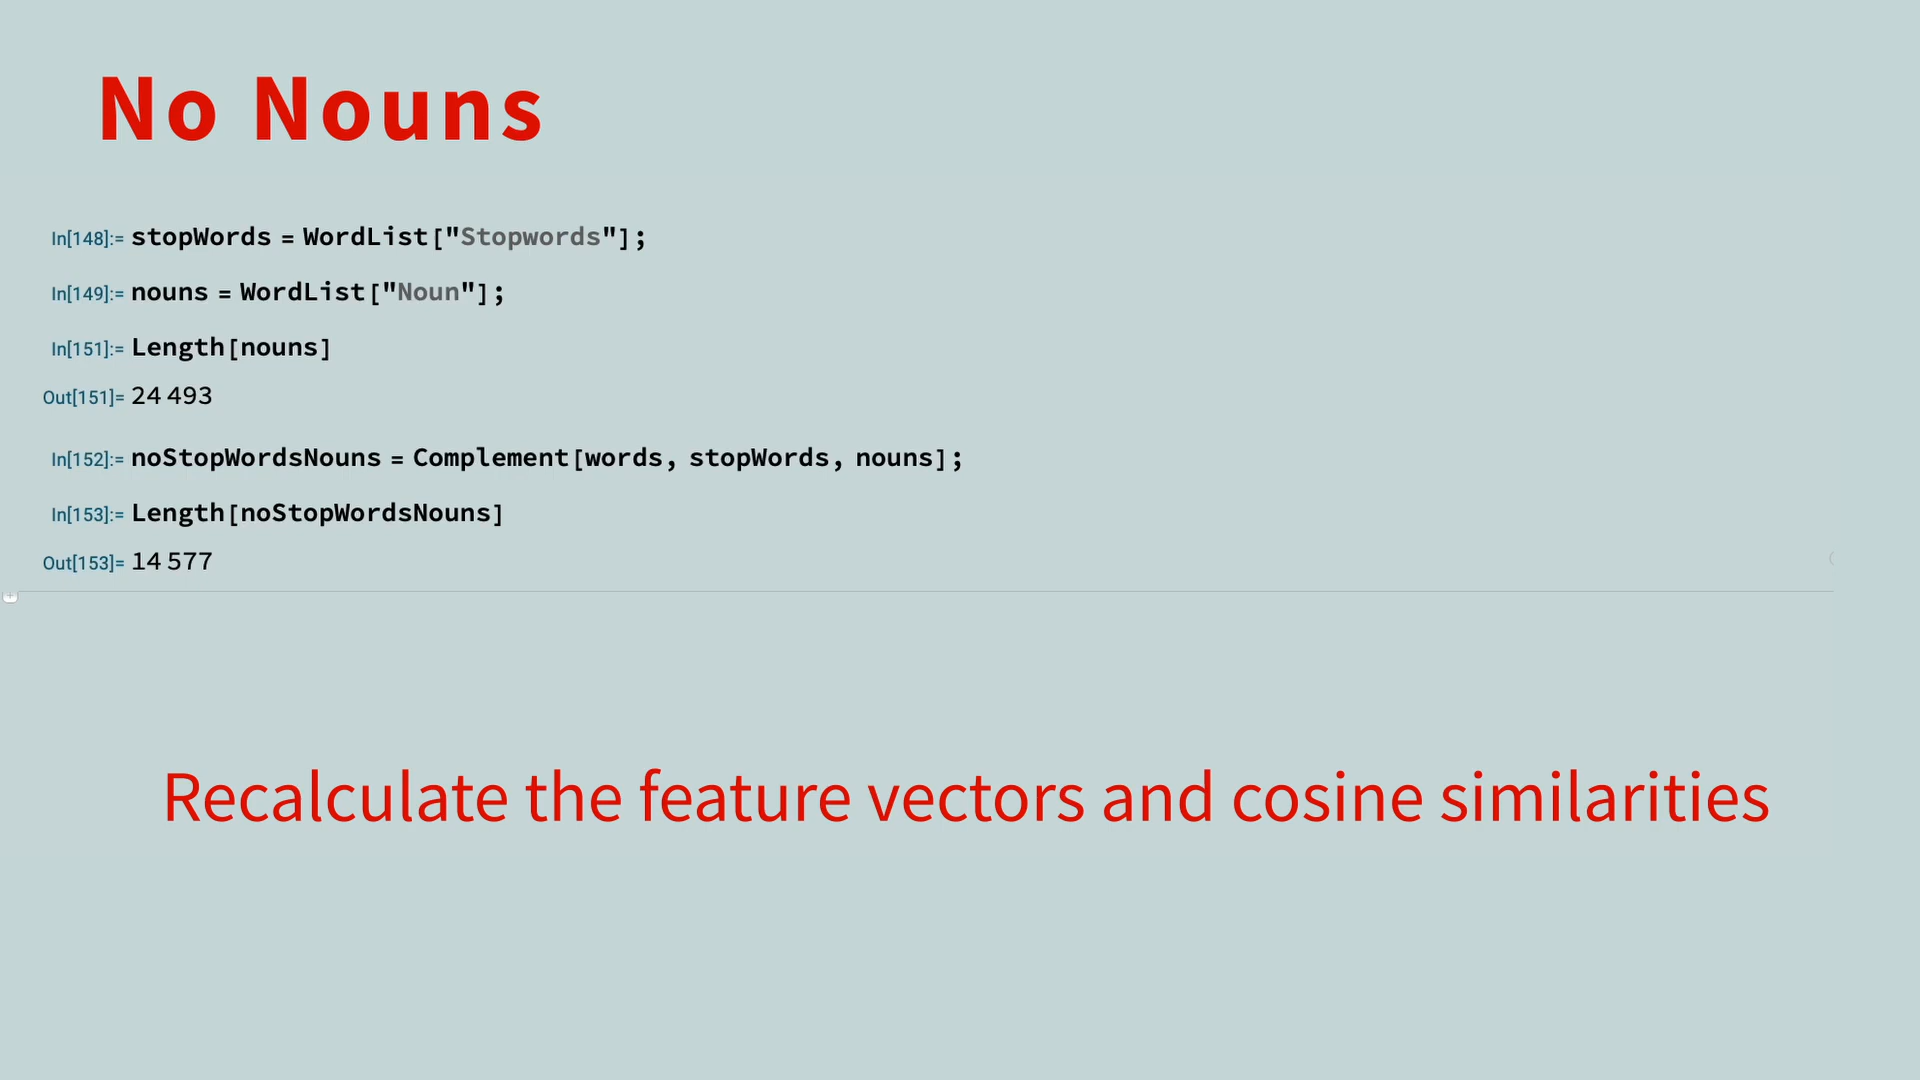 No Nouns
In[148]:= stopWords = WordList["Stopwords"];
In[149]:= nouns = WordList["Noun"];
In[151]:= Length[nouns]
Out[151]= 24 493
In[152]:= noStopWordsNouns = Complement[words, stopWords, nouns];
In[153]:= Length[noStopWordsNouns]
Out[153]= 14 577
Recalculate the feature vectors and cosine similarities